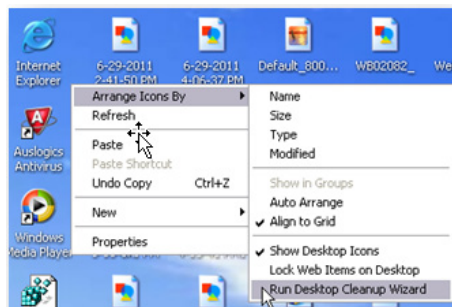 Internet Explorer
6-29-2011 2-41-50 PM
6-29-2011 4-06-37 PM
Default_800...
WB02082_
We
Auslogics Antivirus
Windows Media Player
Arrange Icons By
Refresh
Paste
Paste Shortcut
Undo Copy Ctrl+Z
New
Properties
Name
Size
Type
Modified
Show in Groups
Auto Arrange
Align to Grid
Show Desktop Icons
Lock Web Items on Desktop
Run Desktop Cleanup Wizard